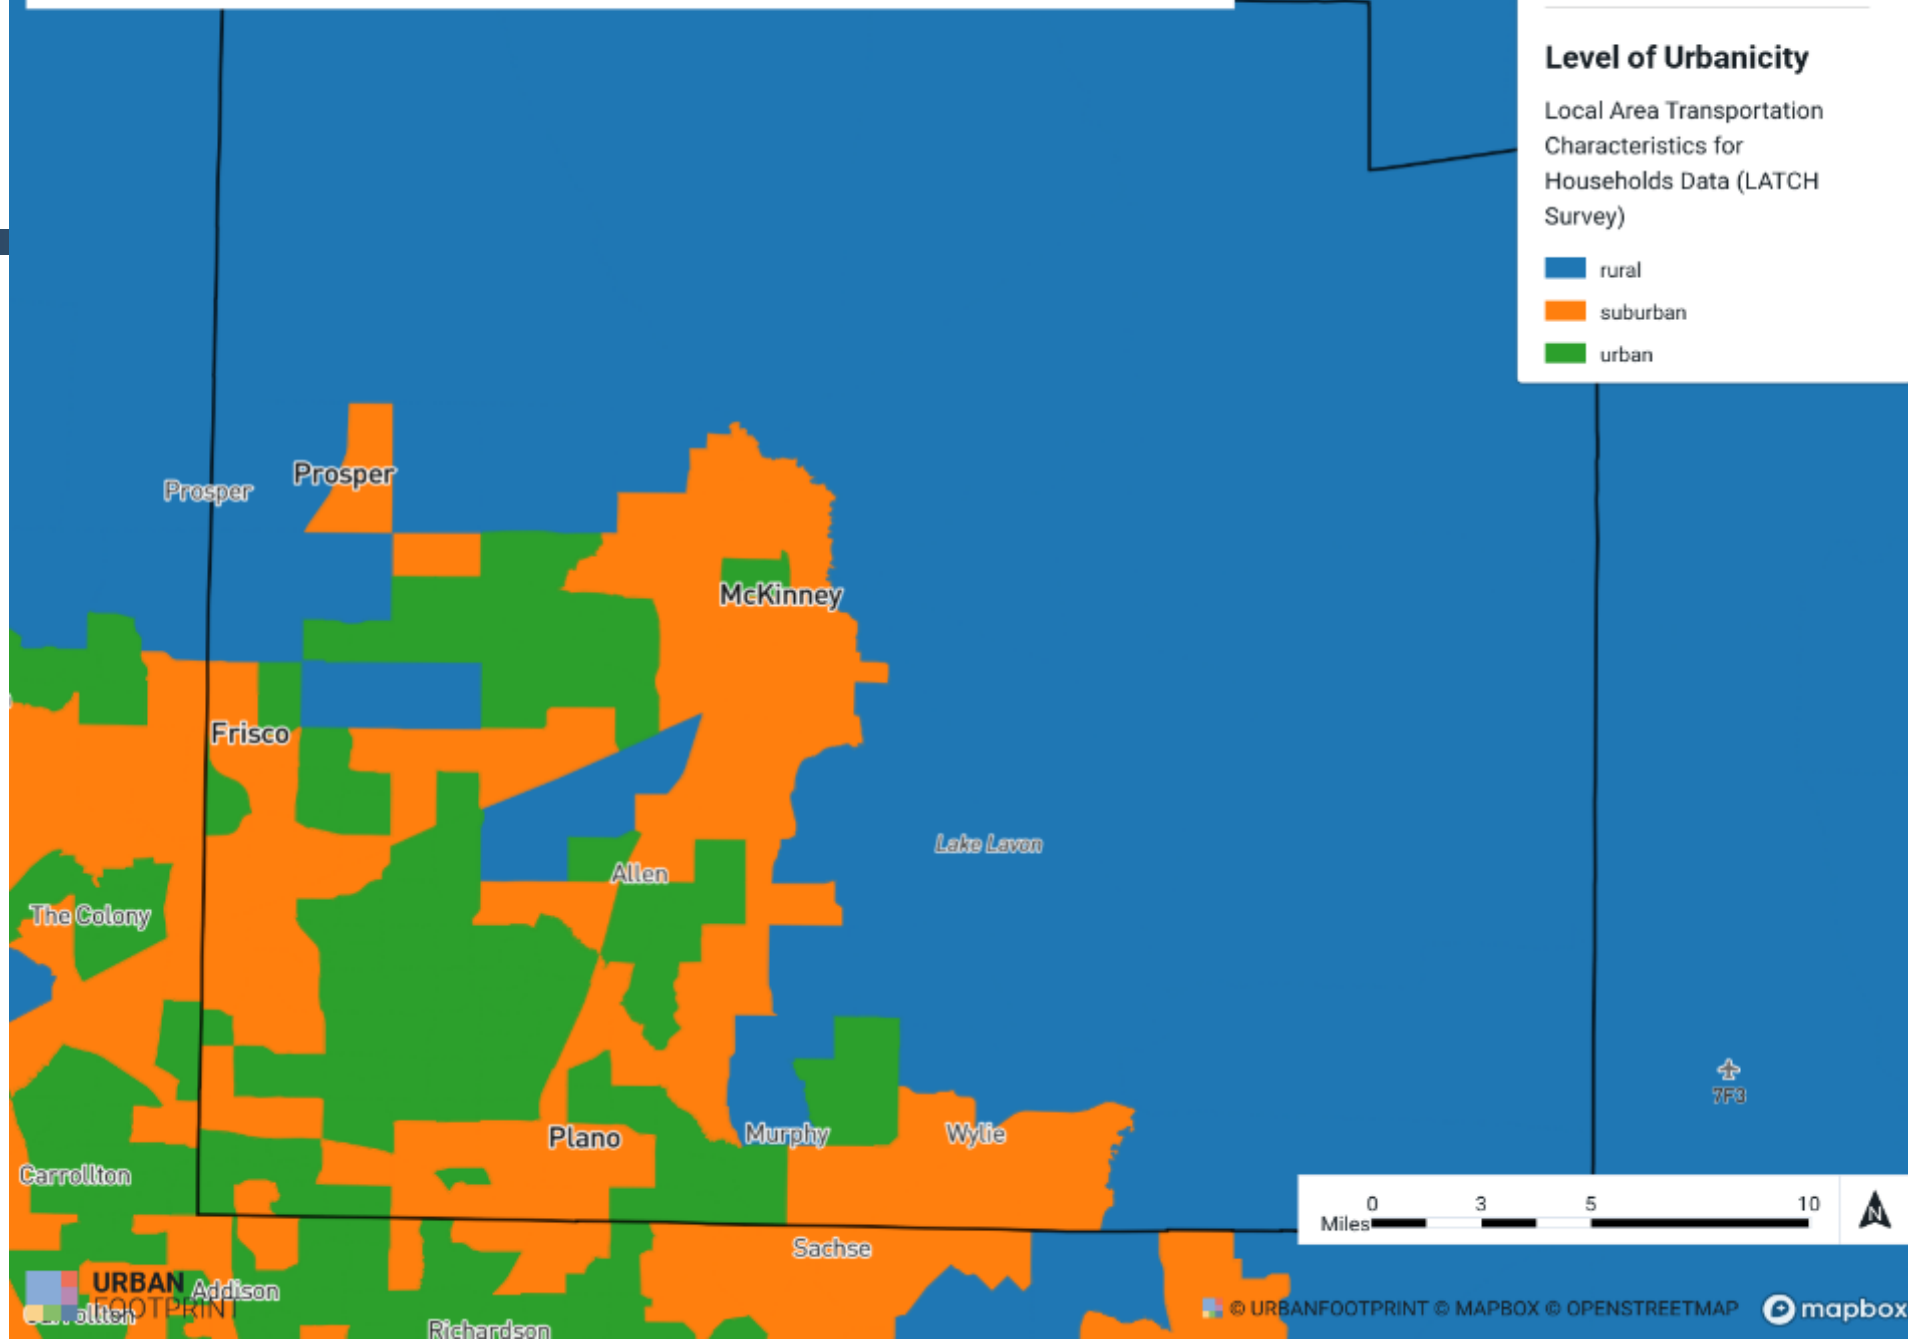 Level of Urbanicity
Local Area Transportation
Characteristics for
Households Data (LATCH
Survey)
rural
suburban
urban
Prosper
Prosper
McKinney
Frisco
Lake Lavon
Allen
The Colony
7F3
Plano
Murphy
Wylie
Carrollton
0 3 5 10
Miles
N
Sachse
URBAN
FOOTPRINT
Addison
Richardson
© URBANFOOTPRINT © MAPBOX © OPENSTREETMAP
mapbox